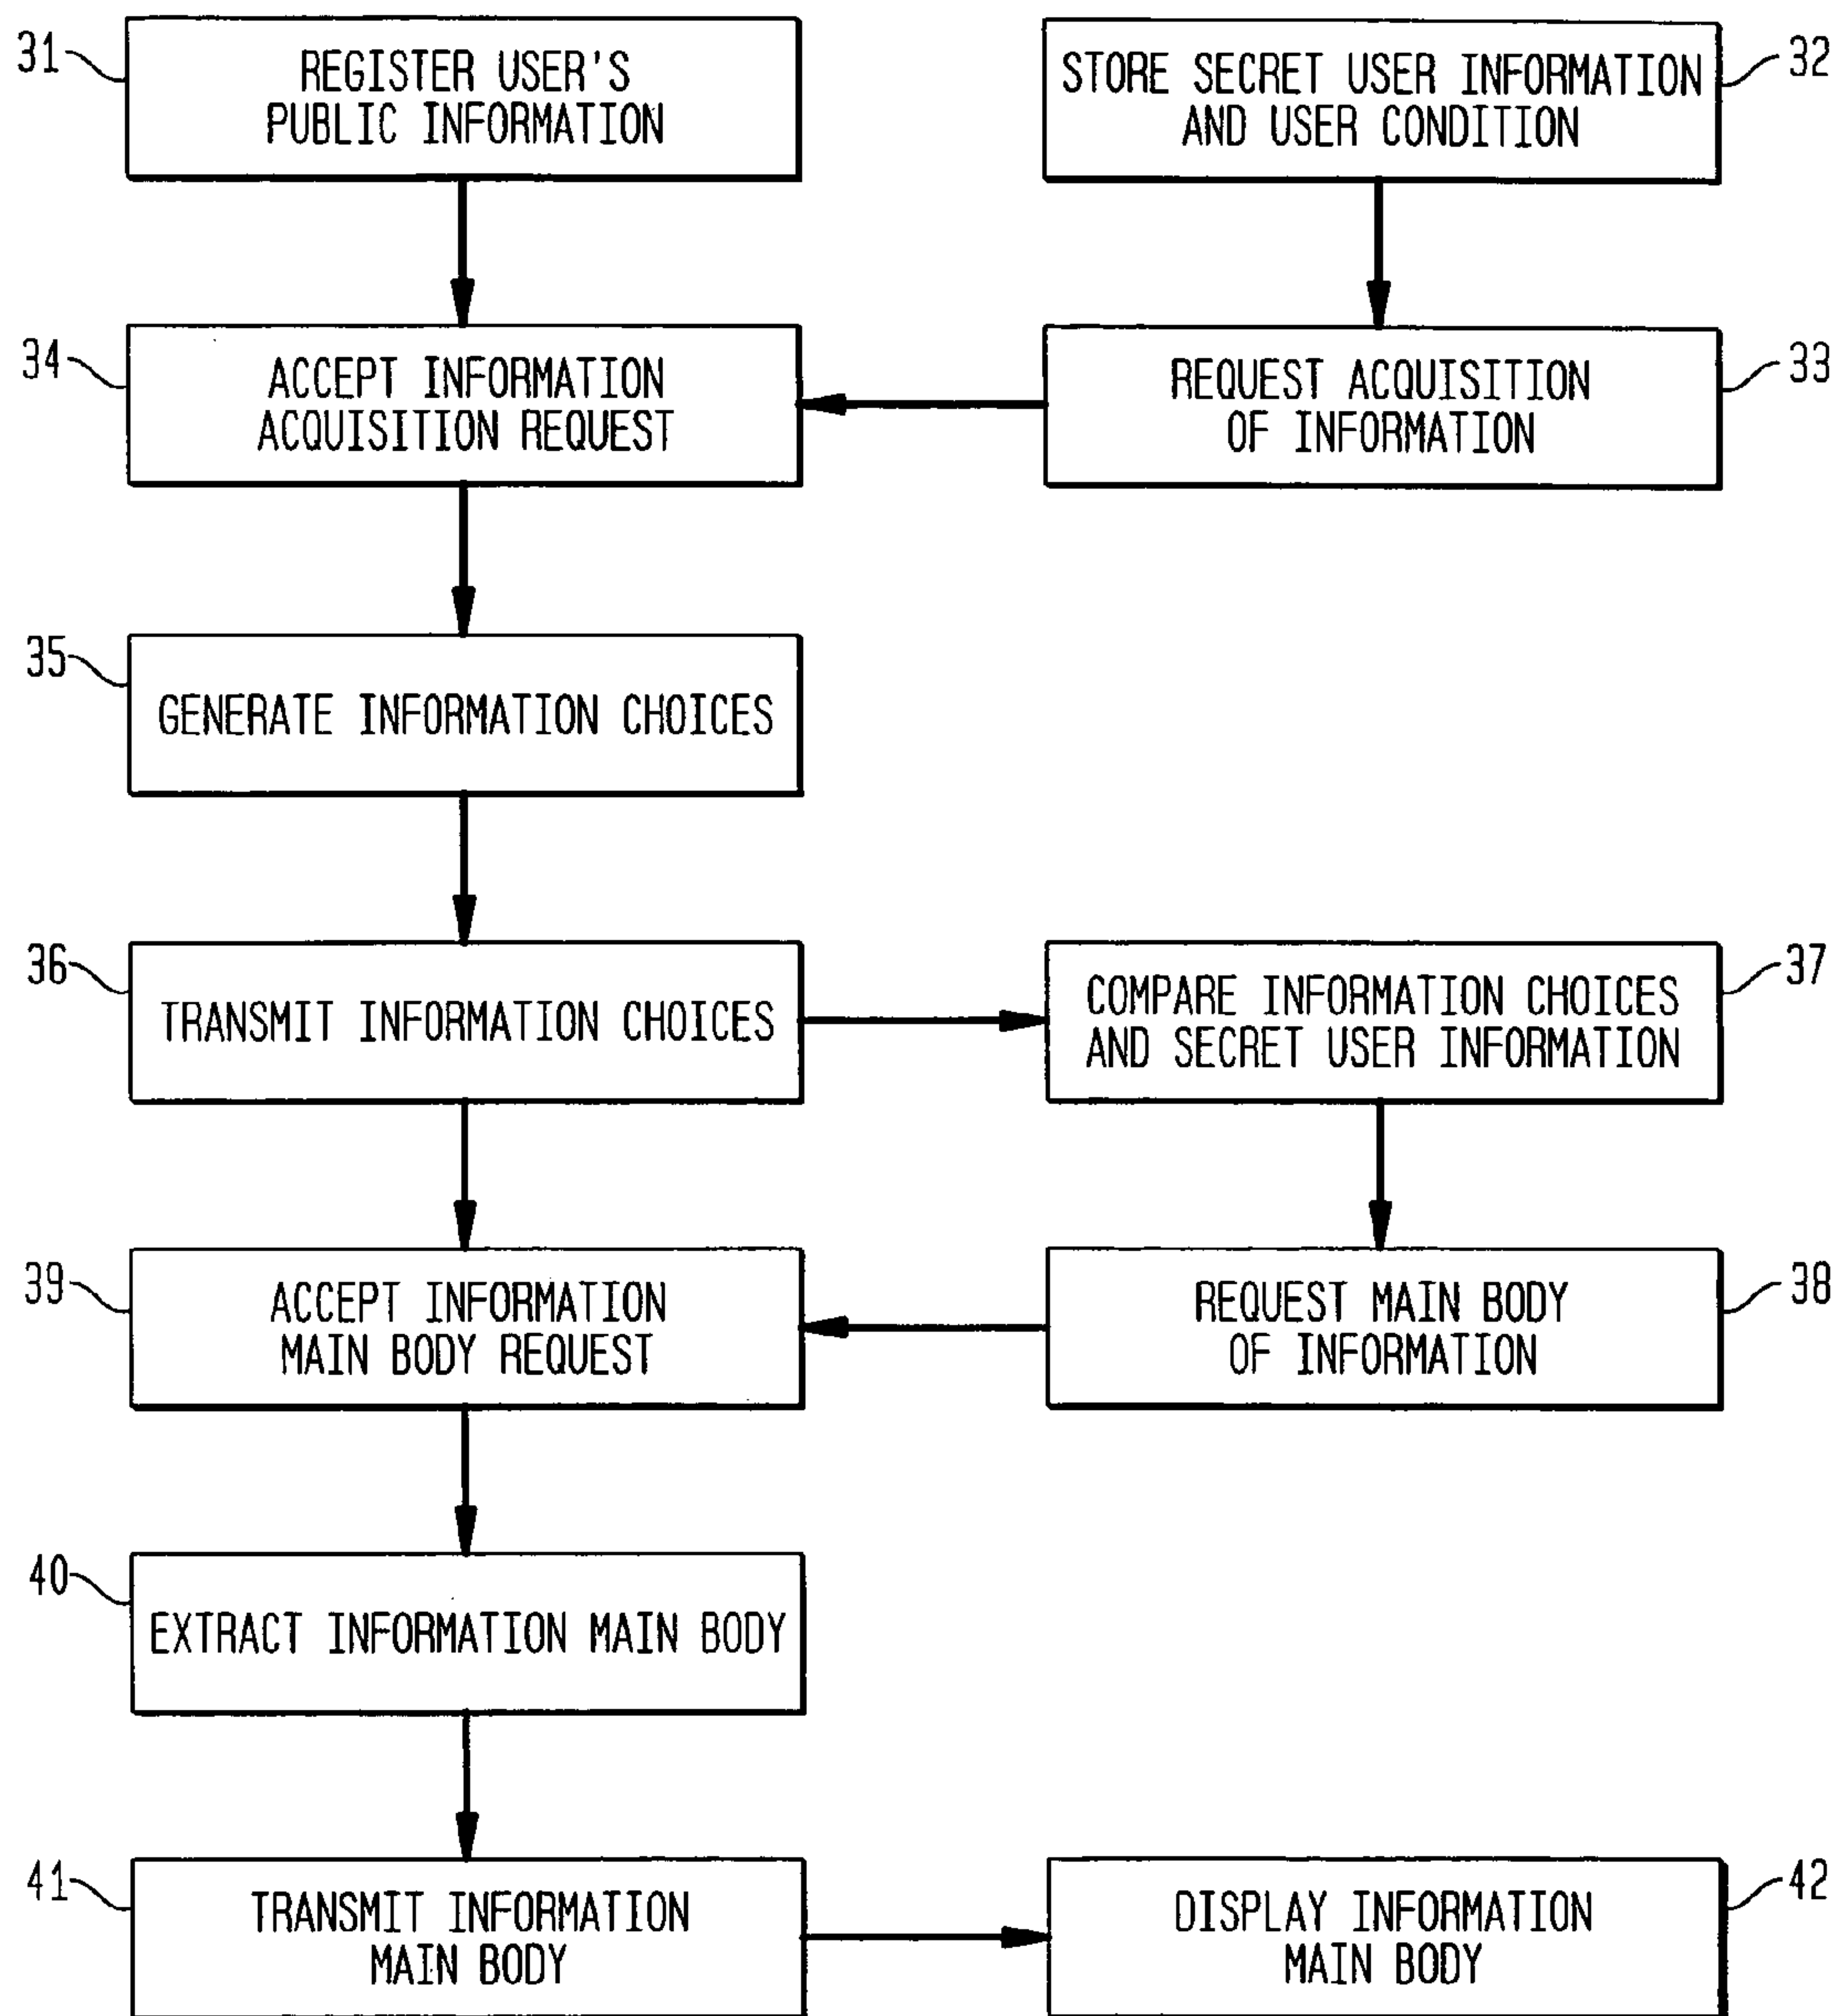 31
REGISTER USER'S
PUBLIC INFORMATION
STORE SECRET USER INFORMATION
AND USER CONDITION
32
34
ACCEPT INFORMATION
ACQUISITION REQUEST
REQUEST ACQUISITION
OF INFORMATION
33
35
GENERATE INFORMATION CHOICES
36
TRANSMIT INFORMATION CHOICES
COMPARE INFORMATION CHOICES
AND SECRET USER INFORMATION
37
39
ACCEPT INFORMATION
MAIN BODY REQUEST
REQUEST MAIN BODY
OF INFORMATION
38
40
EXTRACT INFORMATION MAIN BODY
41
TRANSMIT INFORMATION
MAIN BODY
DISPLAY INFORMATION
MAIN BODY
42